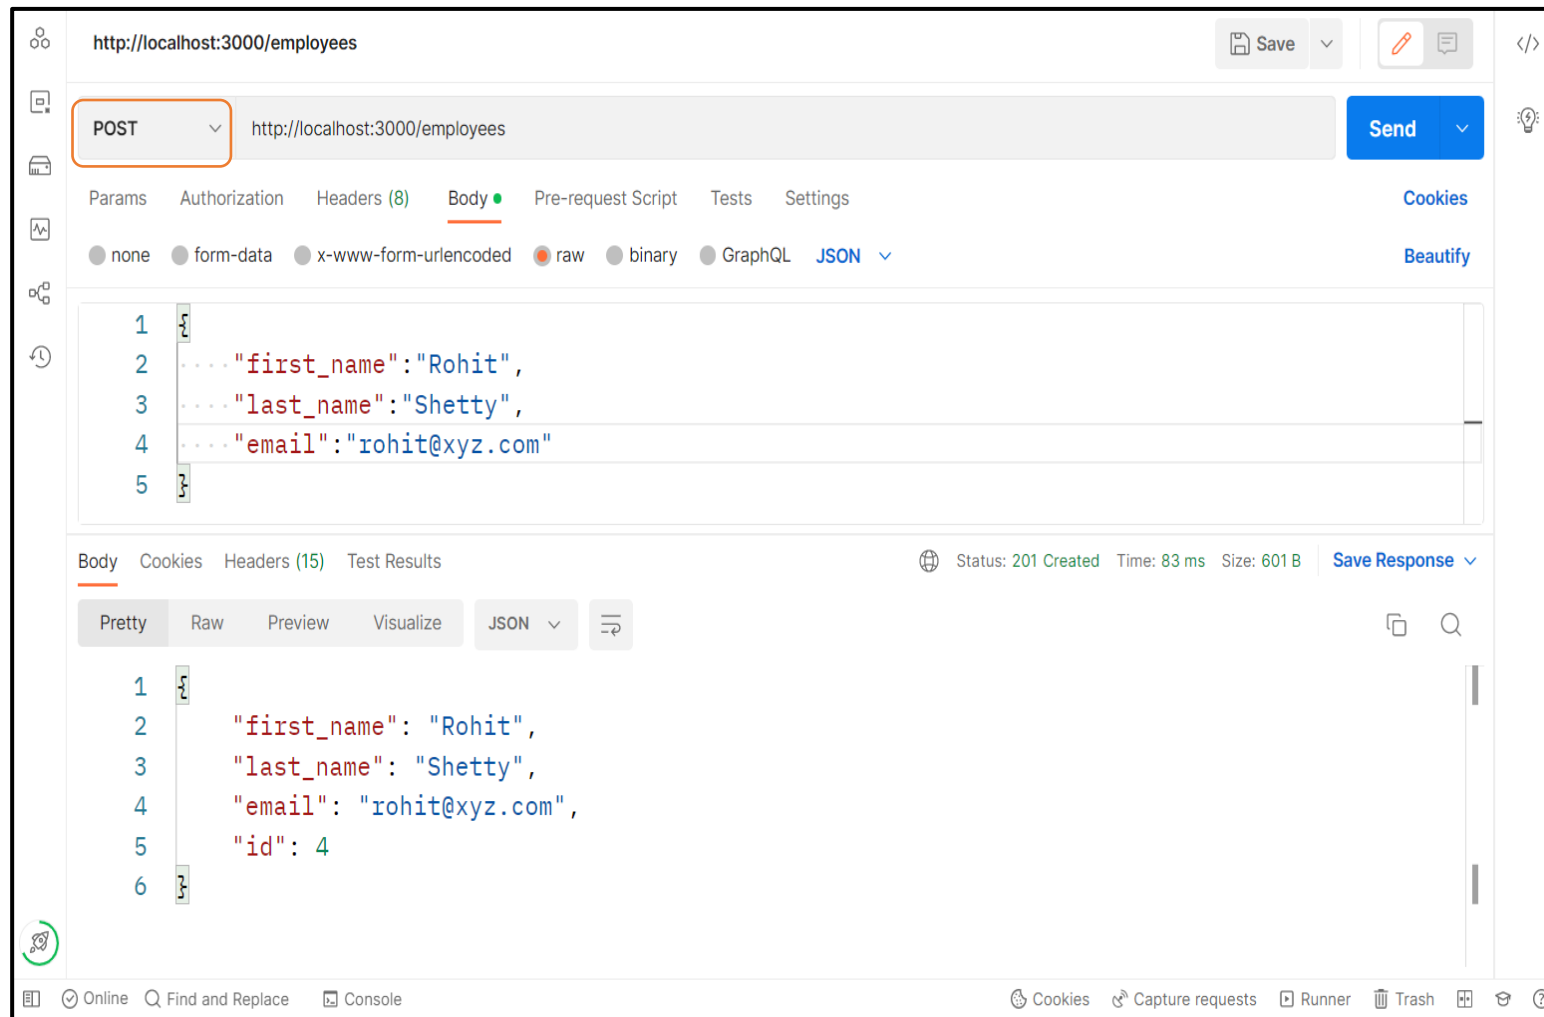 http://localhost:3000/employees
Save
</>
POST
http://localhost:3000/employees
Send
Params Authorization Headers (8) Body Pre-request Script Tests Settings Cookies
none form-data x-www-form-urlencoded raw binary GraphQL JSON Beautify
1 {
2 "first_name":"Rohit",
3 "last_name":"Shetty",
4 "email":"rohit@xyz.com"
5 }
Body Cookies Headers (15) Test Results Status: 201 Created Time: 83 ms Size: 601 B Save Response
Pretty Raw Preview Visualize JSON
1 {
2 "first_name": "Rohit",
3 "last_name": "Shetty",
4 "email": "rohit@xyz.com",
5 "id": 4
6 }
Online Find and Replace Console Cookies Capture requests Runner Trash